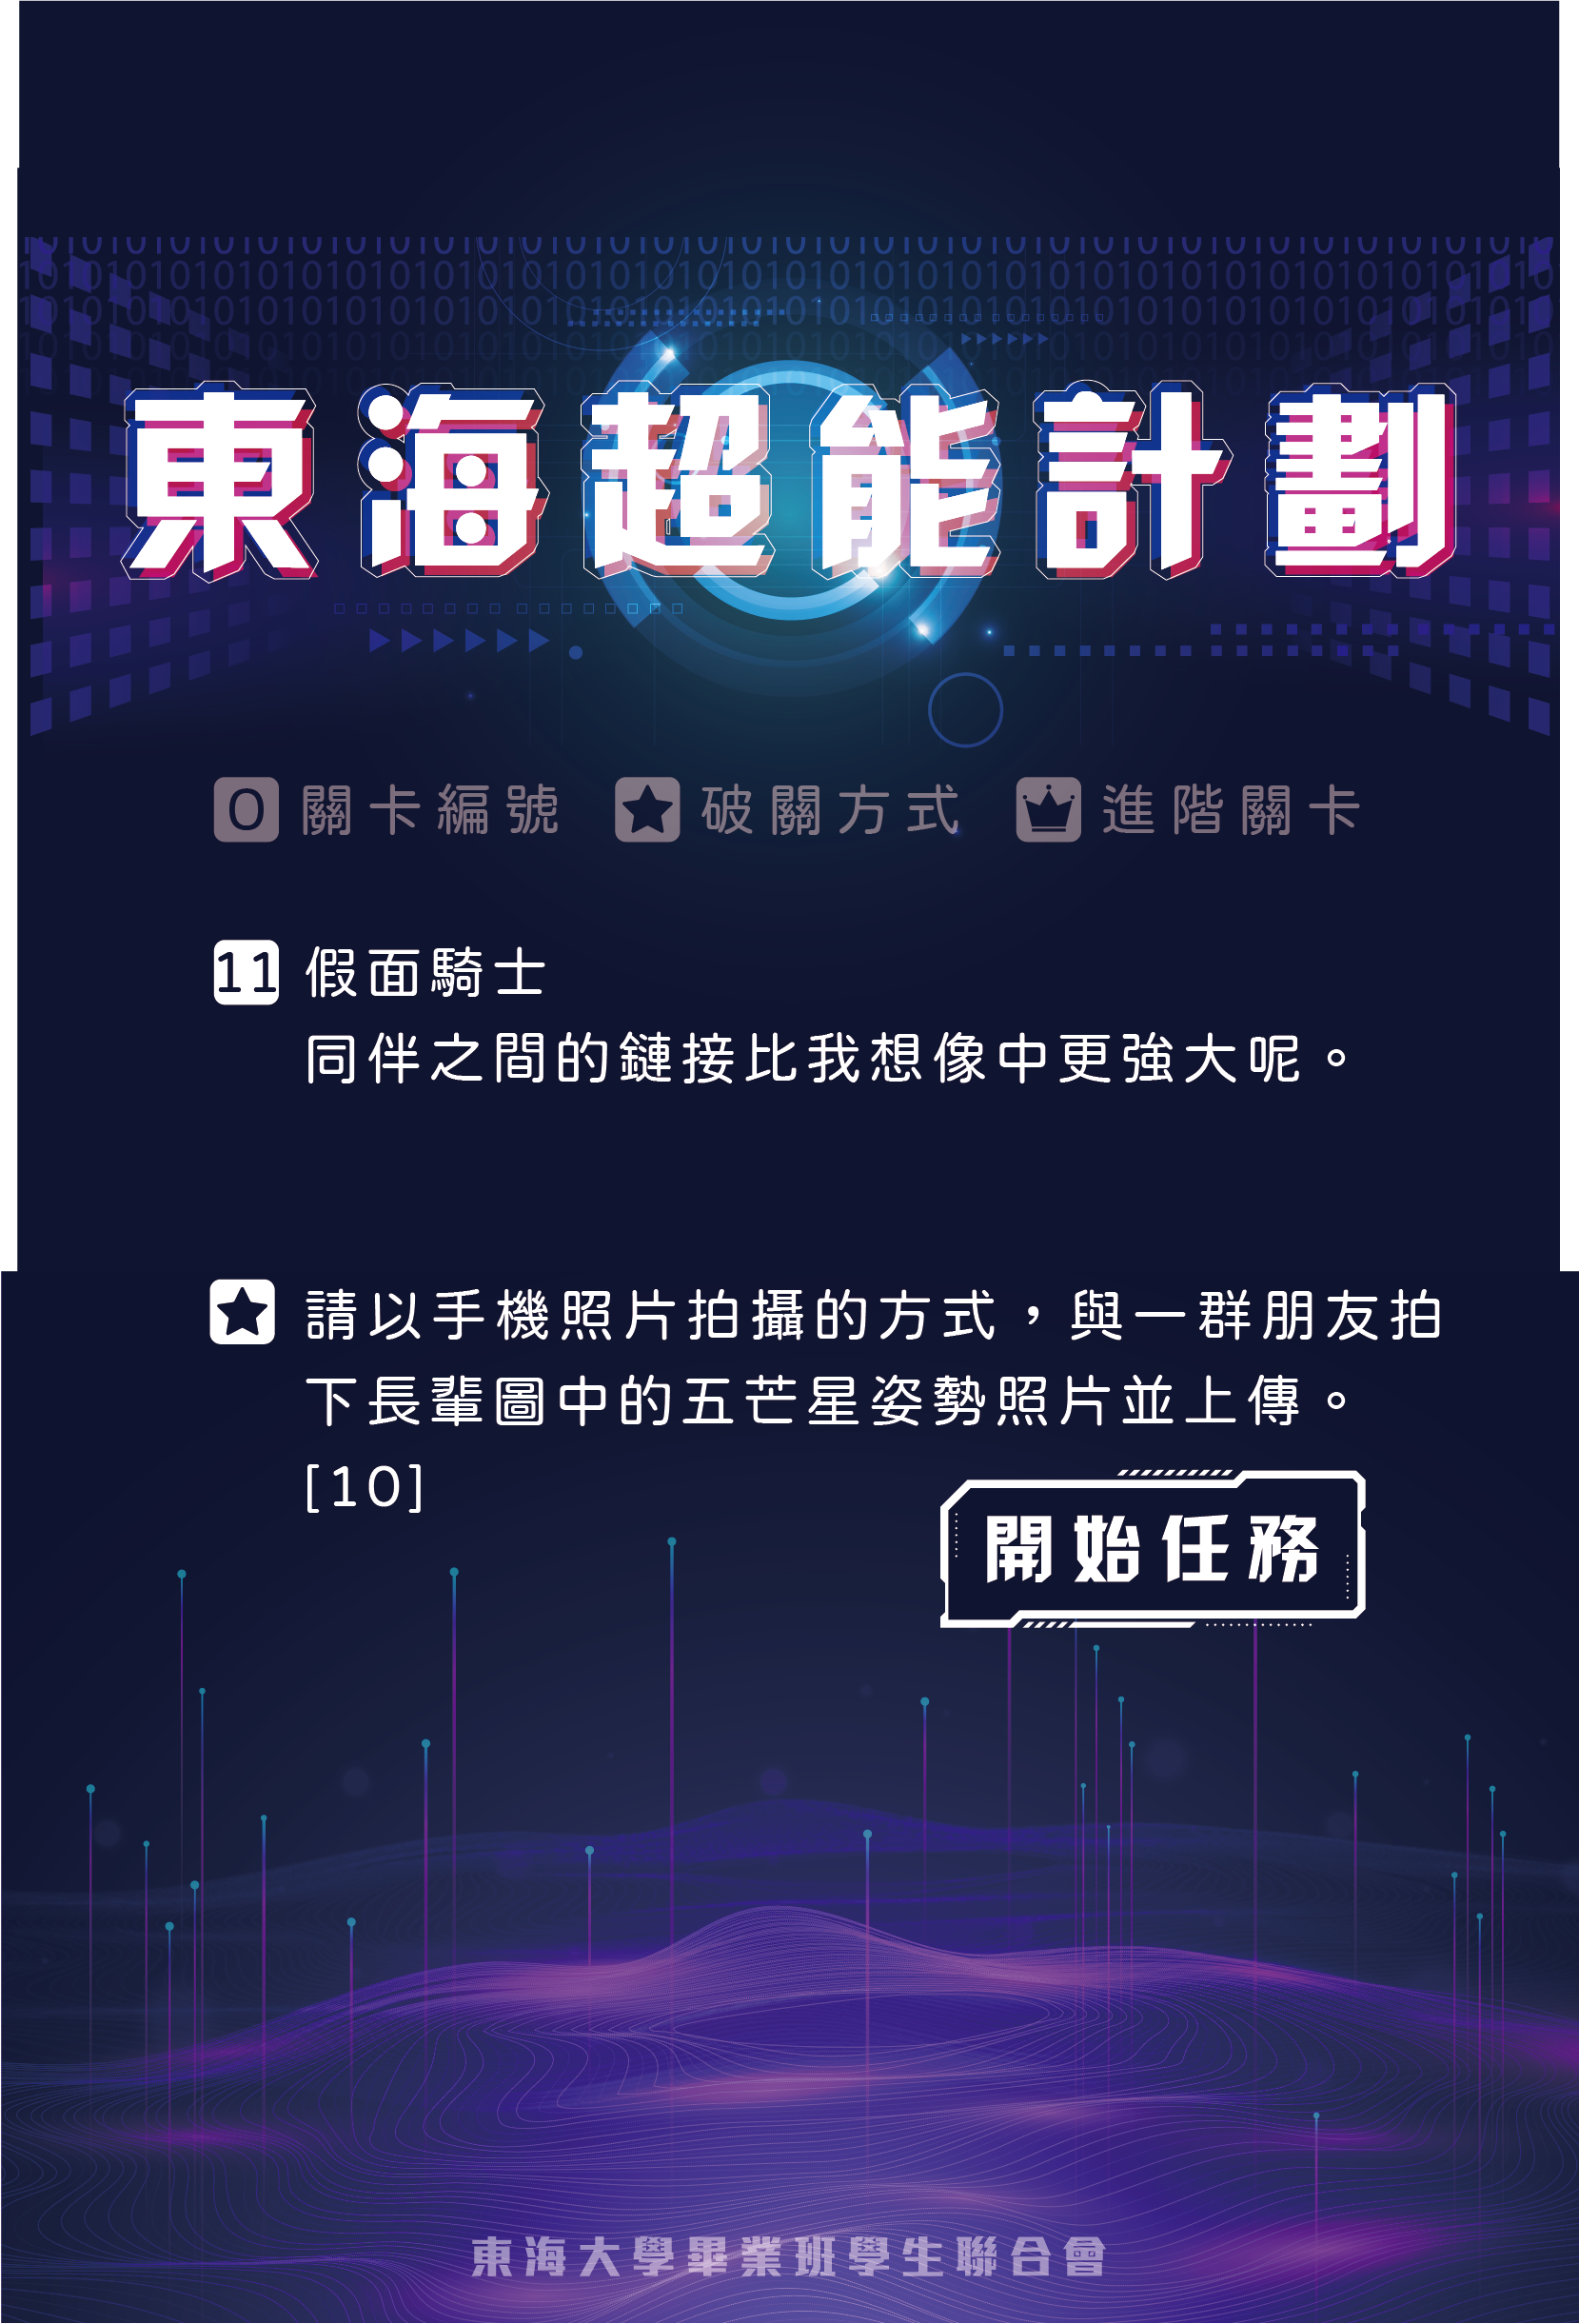 東海超能計劃
0 關卡編號 ★ 破關方式 進階關卡
11 假面騎士
同伴之間的鏈接比我想像中更強大呢。
★ 請以手機照片拍攝的方式，與一群朋友拍
下長輩圖中的五芒星姿勢照片並上傳。
[10]
開始任務
東海大學畢業班學生聯合會